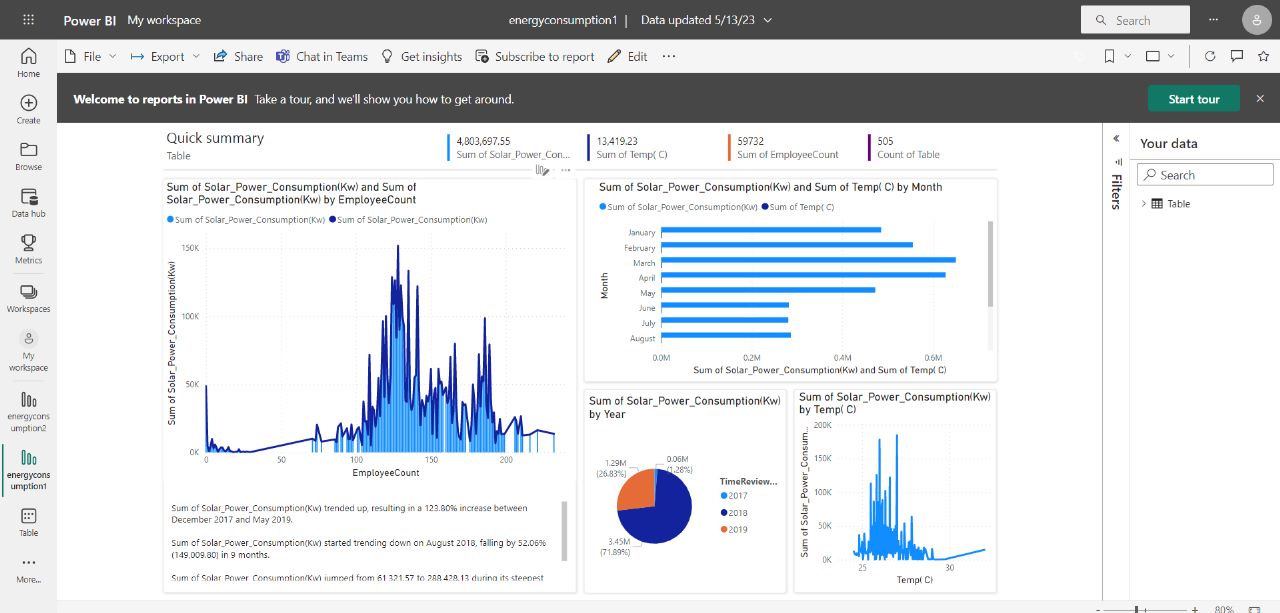 Power BI My workspace
energyconsumption1 | Data updated 5/13/23
Search
File Export Share Chat in Teams Get insights Subscribe to report Edit
Home
Create
Browse
Data hub
Metrics
Workspaces
My
workspace
energycons
umption2
energycons
umption1
Table
More...
Welcome to reports in Power BI Take a tour, and we'll show you how to get around.
Start tour
Quick summary
Table
4,803,697.55
Sum of Solar_Power_Con...
13,419.23
Sum of Temp( C)
59732
Sum of EmployeeCount
505
Count of Table
Sum of Solar_Power_Consumption(Kw) and Sum of
Solar_Power_Consumption(Kw) by EmployeeCount
Sum of Solar_Power_Consumption(Kw) Sum of Solar_Power_Consumption(Kw)
Sum of Solar_Power_Consumption(Kw)
150K
100K
50K
0K
0 50 100 150 200
EmployeeCount
Sum of Solar_Power_Consumption(Kw) trended up, resulting in a 123.80% increase between
December 2017 and May 2019.
Sum of Solar_Power_Consumption(Kw) started trending down on August 2018, falling by 52.06%
(149,009.80) in 9 months.
Sum of Solar_Power_Consumption(Kw) jumped from 61,321.57 to 288,428.13 during its steepest
Sum of Solar_Power_Consumption(Kw) and Sum of Temp( C) by Month
Sum of Solar_Power_Consumption(Kw) Sum of Temp( C)
Month
January
February
March
April
May
June
July
August
0.0M 0.2M 0.4M 0.6M
Sum of Solar_Power_Consumption(Kw) and Sum of Temp( C)
Sum of Solar_Power_Consumption(Kw)
by Year
1.29M
(26.83%)
0.06M
(1.28%)
3.45M
(71.89%)
TimeReview...
2017
2018
2019
Sum of Solar_Power_Consumption(Kw)
by Temp( C)
Sum of Solar_Power_Consum...
200K
100K
50K
0K
25 30
Temp( C)
Filters
Your data
Search
Table
- + 80%